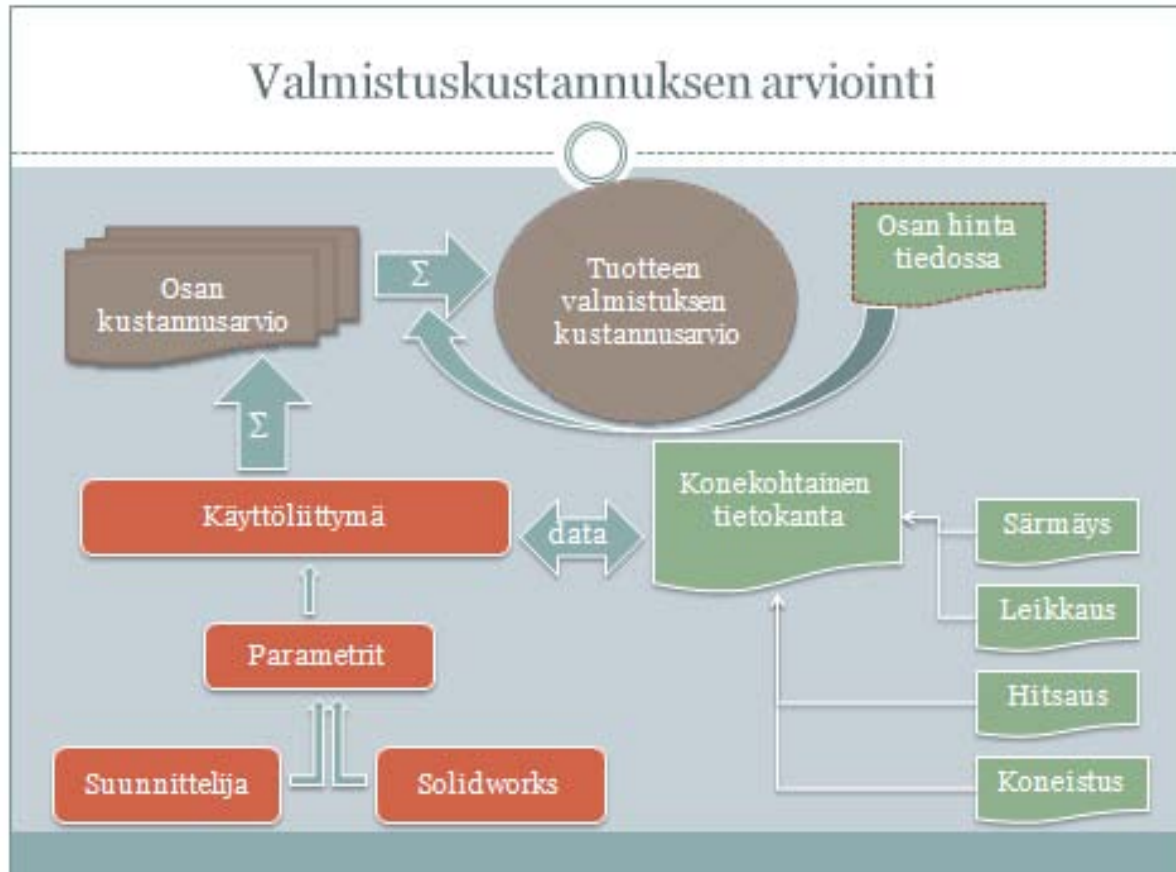 Valmistuskustannuksen arviointi
Osan
kustannusarvio
Σ
Tuotteen
valmistuksen
kustannusarvio
Osan hinta
tiedossa
Σ
Käyttöliittymä
data
Konekohtainen
tietokanta
Särmäys
Leikkaus
Parametrit
Hitsaus
Suunnittelija
Solidworks
Koneistus